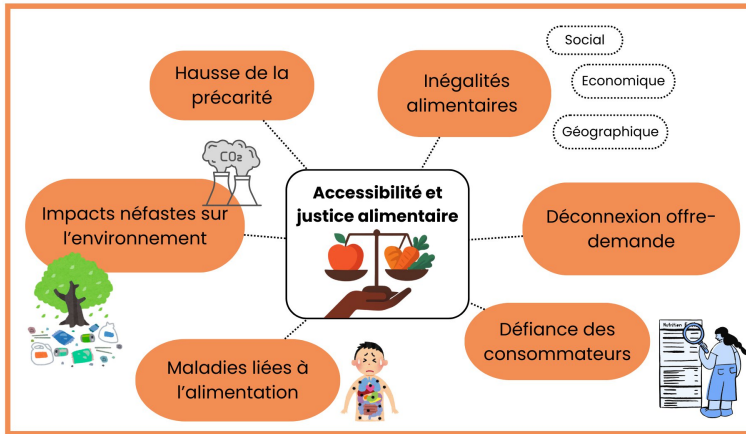 Hausse de la
précarité
Inégalités
alimentaires
Social
Economique
Géographique
CO₂
Accessibilité et
justice alimentaire
Impacts néfastes sur
l'environnement
Déconnexion offre-
demande
Défiance des
consommateurs
Maladies liées à
l'alimentation